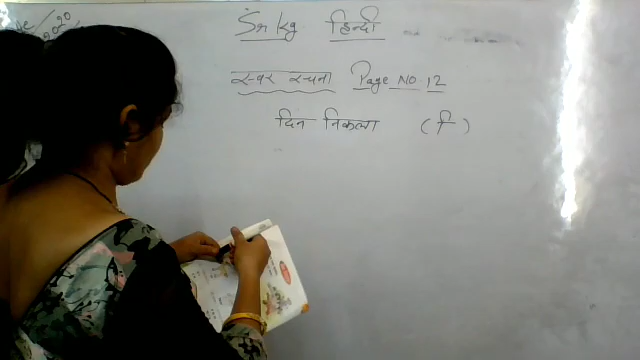 Sr kg हिन्दी
स्वर रचना Page NO. 12
दिन निकला (ि)